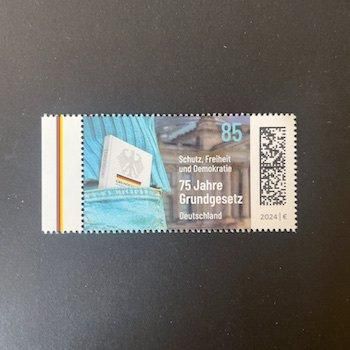 85
Schutz, Freiheit
und Demokratie
75 Jahre
Grundgesetz
Deutschland
2024 | €